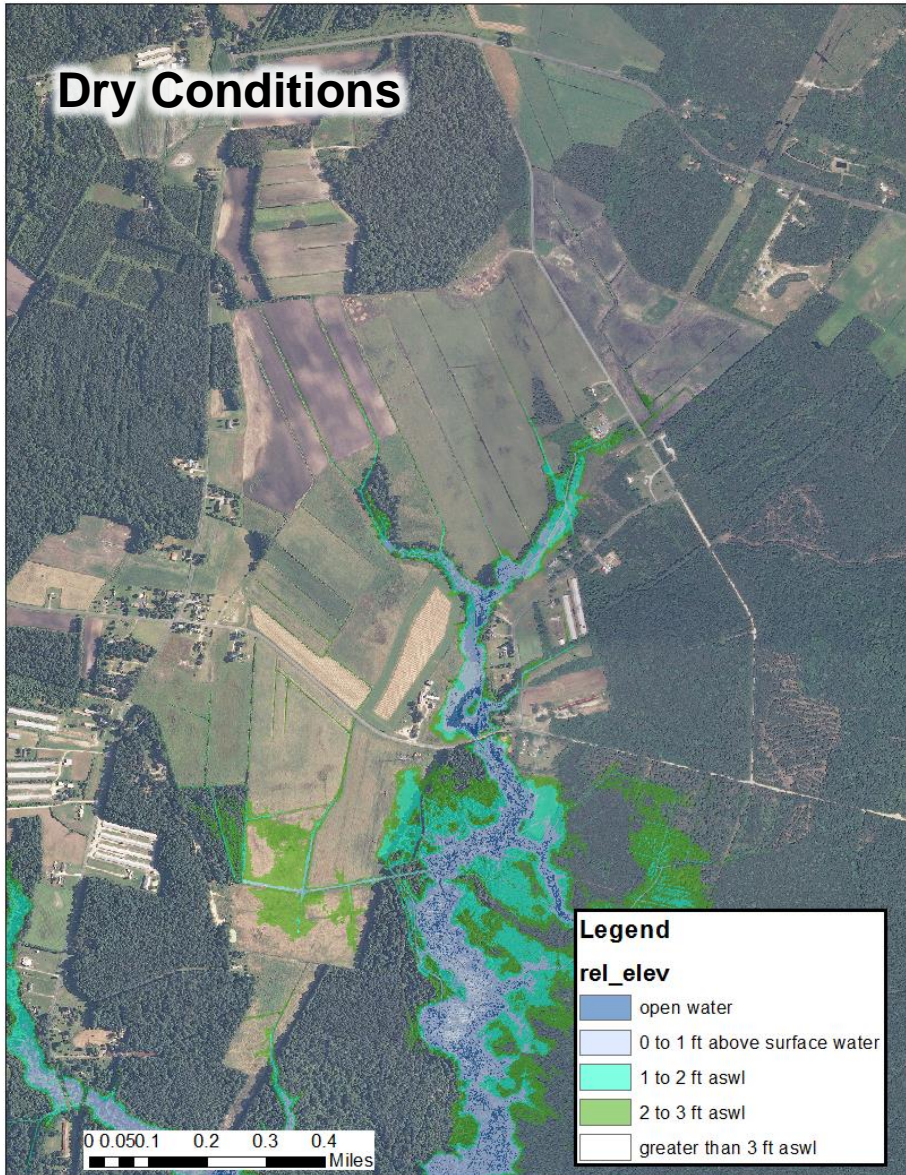 Dry Conditions
Legend
rel_elev
open water
0 to 1 ft above surface water
1 to 2 ft aswl
2 to 3 ft aswl
greater than 3 ft aswl
0 0.050.1 0.2 0.3 0.4
Miles